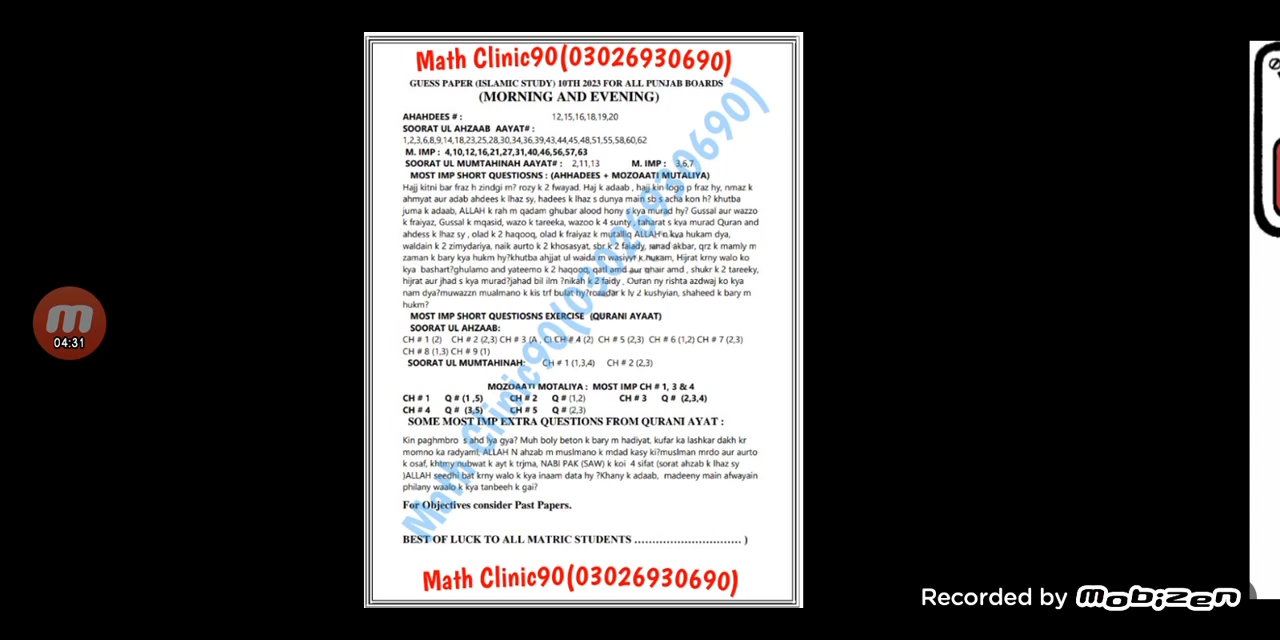 Math Clinic90(03026930690)
GUESS PAPER (ISLAMIC STUDY) 10TH 2023 FOR ALL PUNJAB BOARDS
(MORNING AND EVENING)
AHAHDEES # : 12,15,16,18,19,20
SOORAT UL AHZAAB AAYAT# :
1,2,3,6,8,9,14,18,23,25,28,30,34,36,39,43,44,45,48,51,55,58,60,62
M. IMP : 4,10,12,16,21,27,31,40,46,56,57,63
SOORAT UL MUMTAHINAH AAYAT# : 2,11,13 M. IMP : 3,6,7
MOST IMP SHORT QUESTIOSNS : (AHHADEES + MOZOAATI MUTALIYA)
Hajj kitni bar fraz h zindgi m? rozy k 2 fwayad. Haj k adaab , hajj kin logo p fraz hy, nmaz k
ahmyat aur adab ahdees k lhaz sy, hadees k lhaz s dunya main sb s acha kon h? khutba
juma k adaab, ALLAH k rah m qadam ghubar alood hony s kya murad hy? Gussal aur wazzo
k fraiyaz, Gussal k mqasid, wazo k tareeka, wazoo k 4 sunty, taharat s kya murad Quran and
ahdess k lhaz sy , olad k 2 haqooq, olad k fraiyaz k mutalliq ALLAH n kya hukam dya,
waldain k 2 zimydariya, naik aurto k 2 khosasyat, sbr k 2 faiady, jahad akbar, qrz k mamly m
zaman k bary kya hukm hy?khutba ahjjat ul waida m wasiyyt k hukam, Hijrat krny walo ko
kya bashart?ghulamo and yateemo k 2 haqooq, qatl amd aur ghair amd , shukr k 2 tareeky,
hijrat aur jhad s kya murad?jahad bil ilm ?nikah k 2 faidy , Quran ny rishta azdwaj ko kya
nam dya?muwazzn mualmano k kis trf bulat hy?rozadar k ly 2 kushyian, shaheed k bary m
hukm?
MOST IMP SHORT QUESTIOSNS EXERCISE (QURANI AYAAT)
SOORAT UL AHZAAB:
CH # 1 (2) CH # 2 (2,3) CH # 3 (A , C) CH # 4 (2) CH # 5 (2,3) CH # 6 (1,2) CH # 7 (2,3)
CH # 8 (1,3) CH # 9 (1)
SOORAT UL MUMTAHINAH: CH # 1 (1,3,4) CH # 2 (2,3)
MOZOAATI MOTALIYA : MOST IMP CH # 1, 3 & 4
CH # 1 Q # (1 ,5) CH # 2 Q # (1,2) CH # 3 Q # (2,3,4)
CH # 4 Q # (3,5) CH # 5 Q # (2,3)
SOME MOST IMP EXTRA QUESTIONS FROM QURANI AYAT :
Kin paghmbro s ahd lya gya? Muh boly beton k bary m hadiyat, kufar ka lashkar dakh kr
momno ka radyaml, ALLAH N ahzab m muslmano k mdad kasy ki?muslman mrdo aur aurto
k osaf, khtmy nubwat k ayt k trjma, NABI PAK (SAW) k koi 4 sifat (sorat ahzab k lhaz sy
)ALLAH seedhi bat krny walo k kya inaam data hy ?Khany k adaab, madeeny main afwayain
philany waalo k kya tanbeeh k gai?
For Objectives consider Past Papers.
BEST OF LUCK TO ALL MATRIC STUDENTS .............................. )
Math Clinic90(03026930690)
Math Clinic90(03026930690)
04:31
Recorded by mobizen